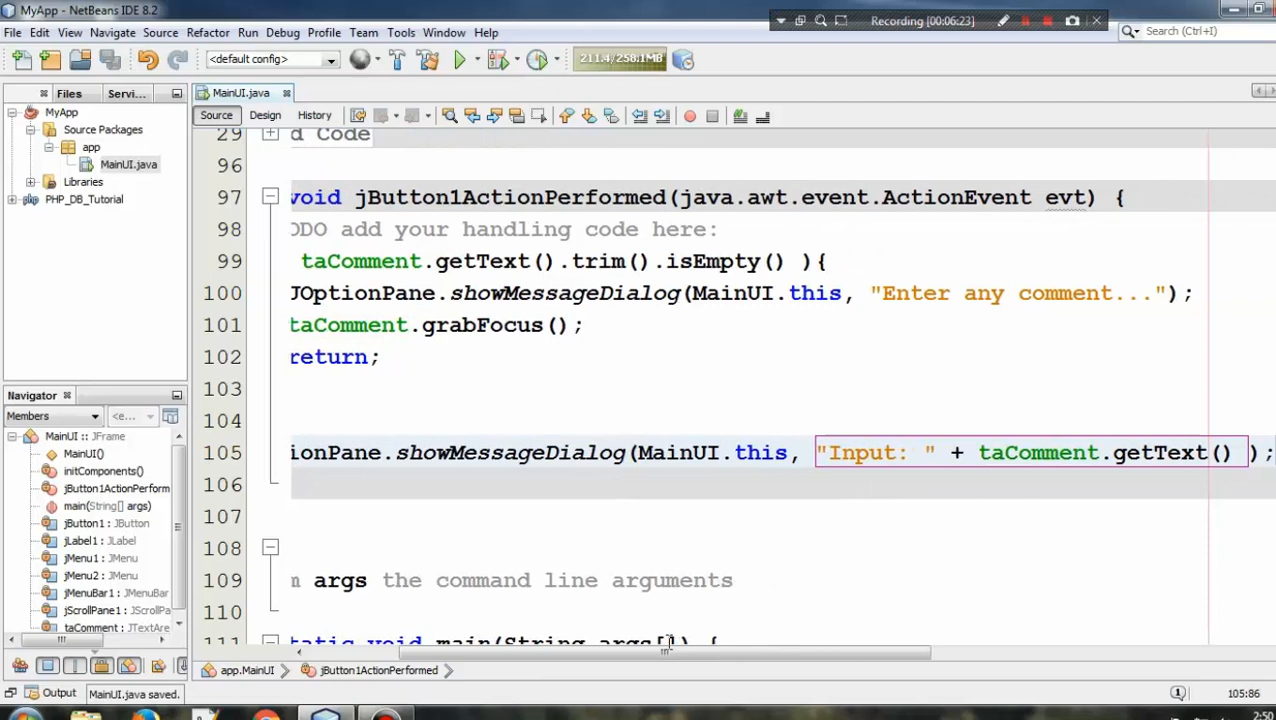 MyApp - NetBeans IDE 8.2
Recording [00:06:23]
File Edit View Navigate Source Refactor Run Debug Profile Team Tools Window Help
Search (Ctrl+I)
<default config>
211.4/258.1MB
Files Servi...
MainUI.java
MyApp
Source Packages
app
MainUI.java
Libraries
PHP_DB_Tutorial
Source Design History
29 d Code
96
97 void jButton1ActionPerformed(java.awt.event.ActionEvent evt) {
98 ODO add your handling code here:
99 taComment.getText().trim().isEmpty() ){
100 JOptionPane.showMessageDialog(MainUI.this, "Enter any comment...");
101 taComment.grabFocus();
102 return;
103
104
105 ionPane.showMessageDialog(MainUI.this, "Input: " + taComment.getText() );
106
107
108
109 m args the command line arguments
110
111 tatic void main(String args[]) {
Navigator
Members <e...
MainUI :: JFrame
MainUI()
initComponents()
jButton1ActionPerform
main(String[] args)
jButton1 : JButton
jLabel1 : JLabel
jMenu1 : JMenu
jMenu2 : JMenu
jMenuBar1 : JMenuBar
jScrollPane1 : JScrollPa
taComment : JTextArea
app.MainUI jButton1ActionPerformed
Output MainUI.java saved. 1 105:86
2:50